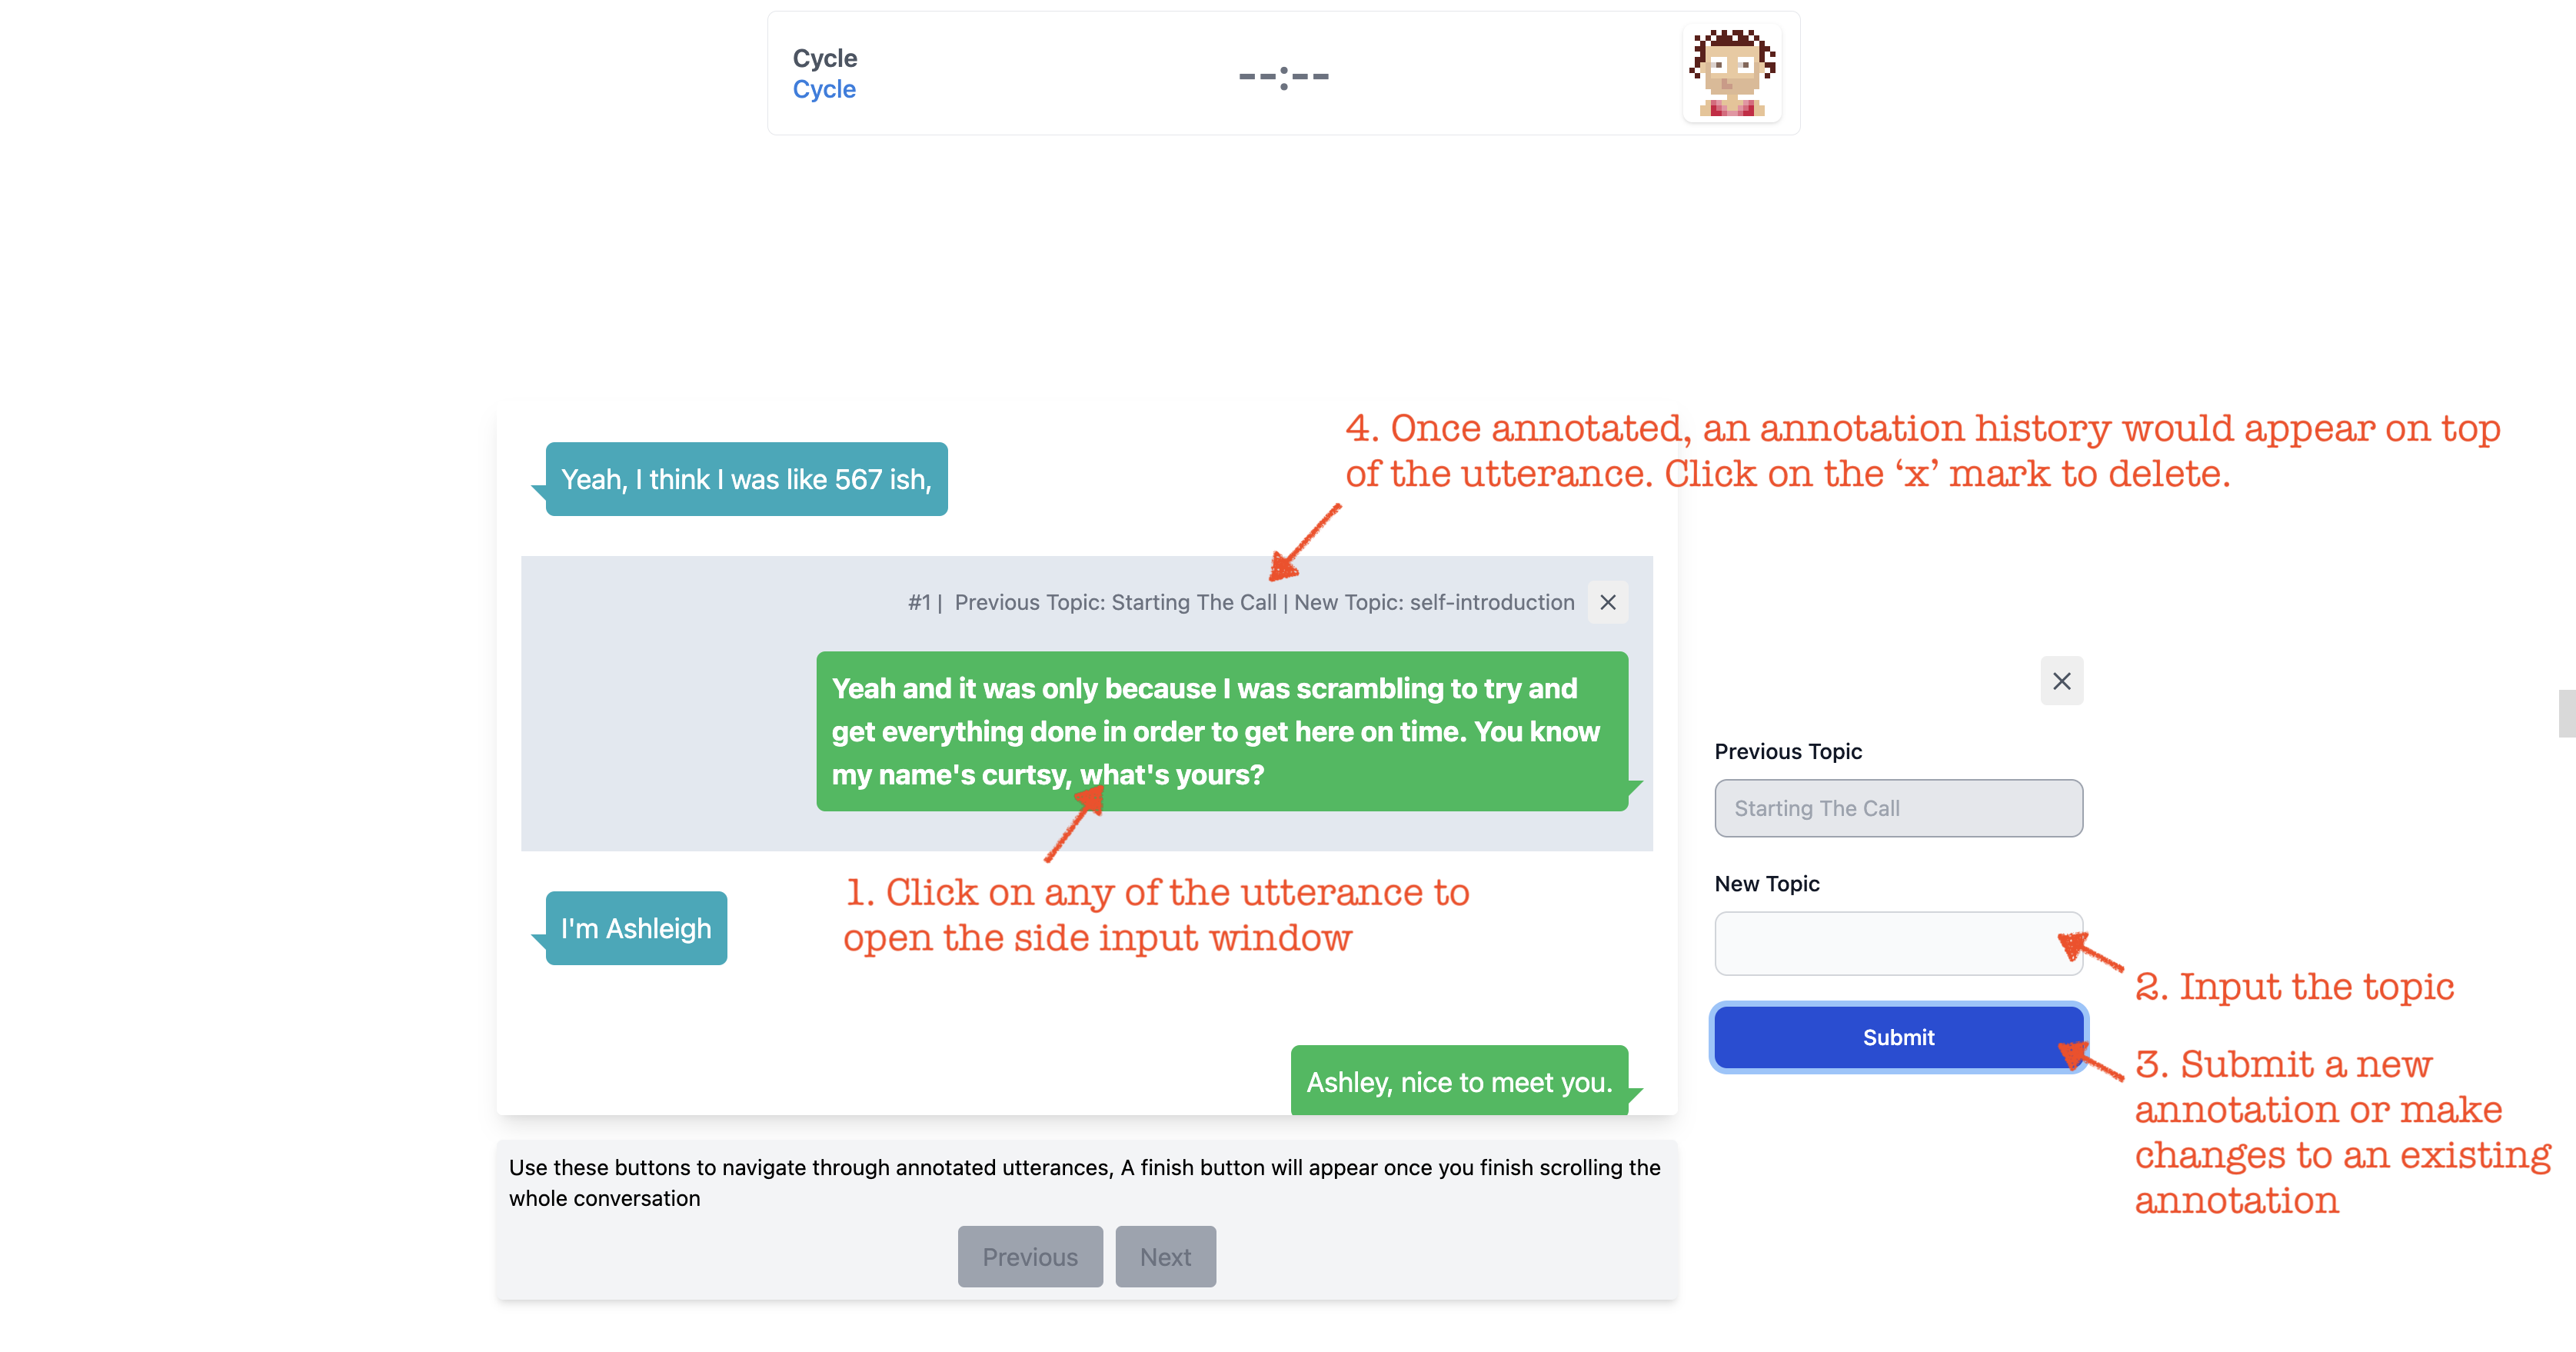 Cycle
Cycle
--:--
4. Once annotated, an annotation history would appear on top
of the utterance. Click on the ‘x’ mark to delete.
Yeah, I think I was like 567 ish,
#1 | Previous Topic: Starting The Call | New Topic: self-introduction
Yeah and it was only because I was scrambling to try and
get everything done in order to get here on time. You know
my name's curtsy, what's yours?
1. Click on any of the utterance to
open the side input window
I'm Ashleigh
Ashley, nice to meet you.
Previous Topic
Starting The Call
New Topic
2. Input the topic
Submit
3. Submit a new
annotation or make
changes to an existing
annotation
Use these buttons to navigate through annotated utterances, A finish button will appear once you finish scrolling the
whole conversation
Previous
Next